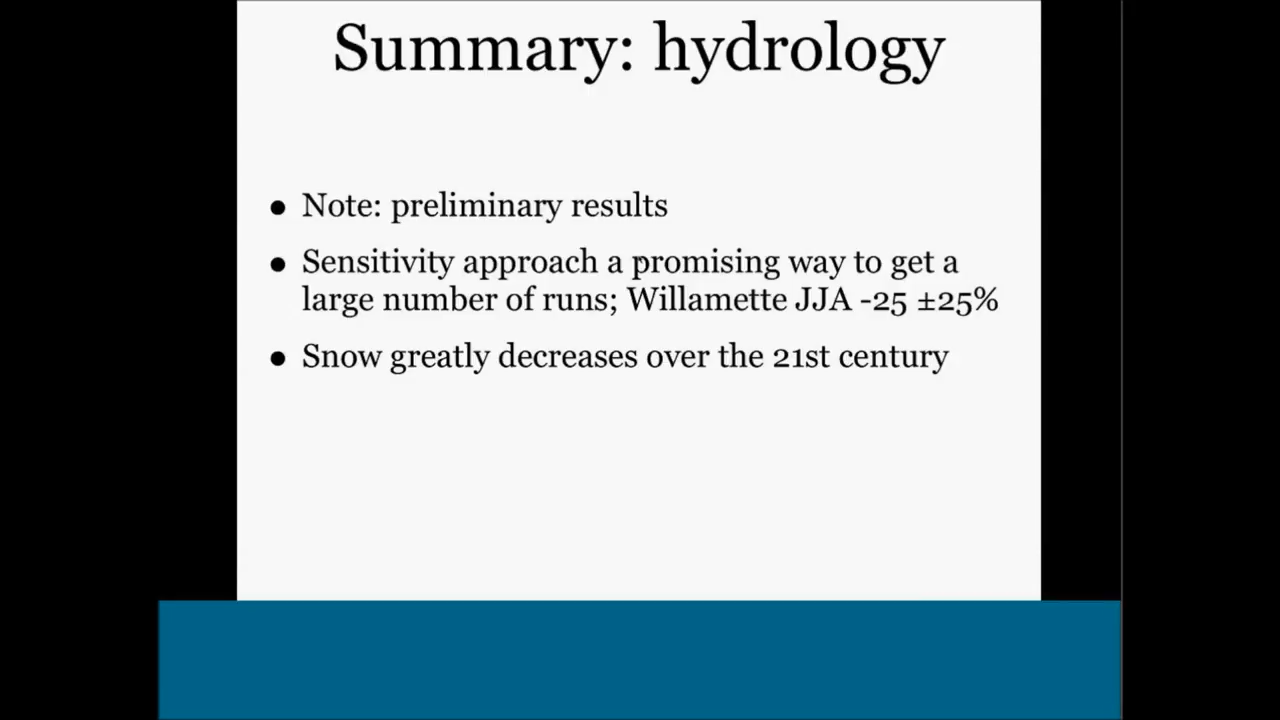 Summary: hydrology
● Note: preliminary results
● Sensitivity approach a promising way to get a
large number of runs; Willamette JJA -25 ±25%
● Snow greatly decreases over the 21st century